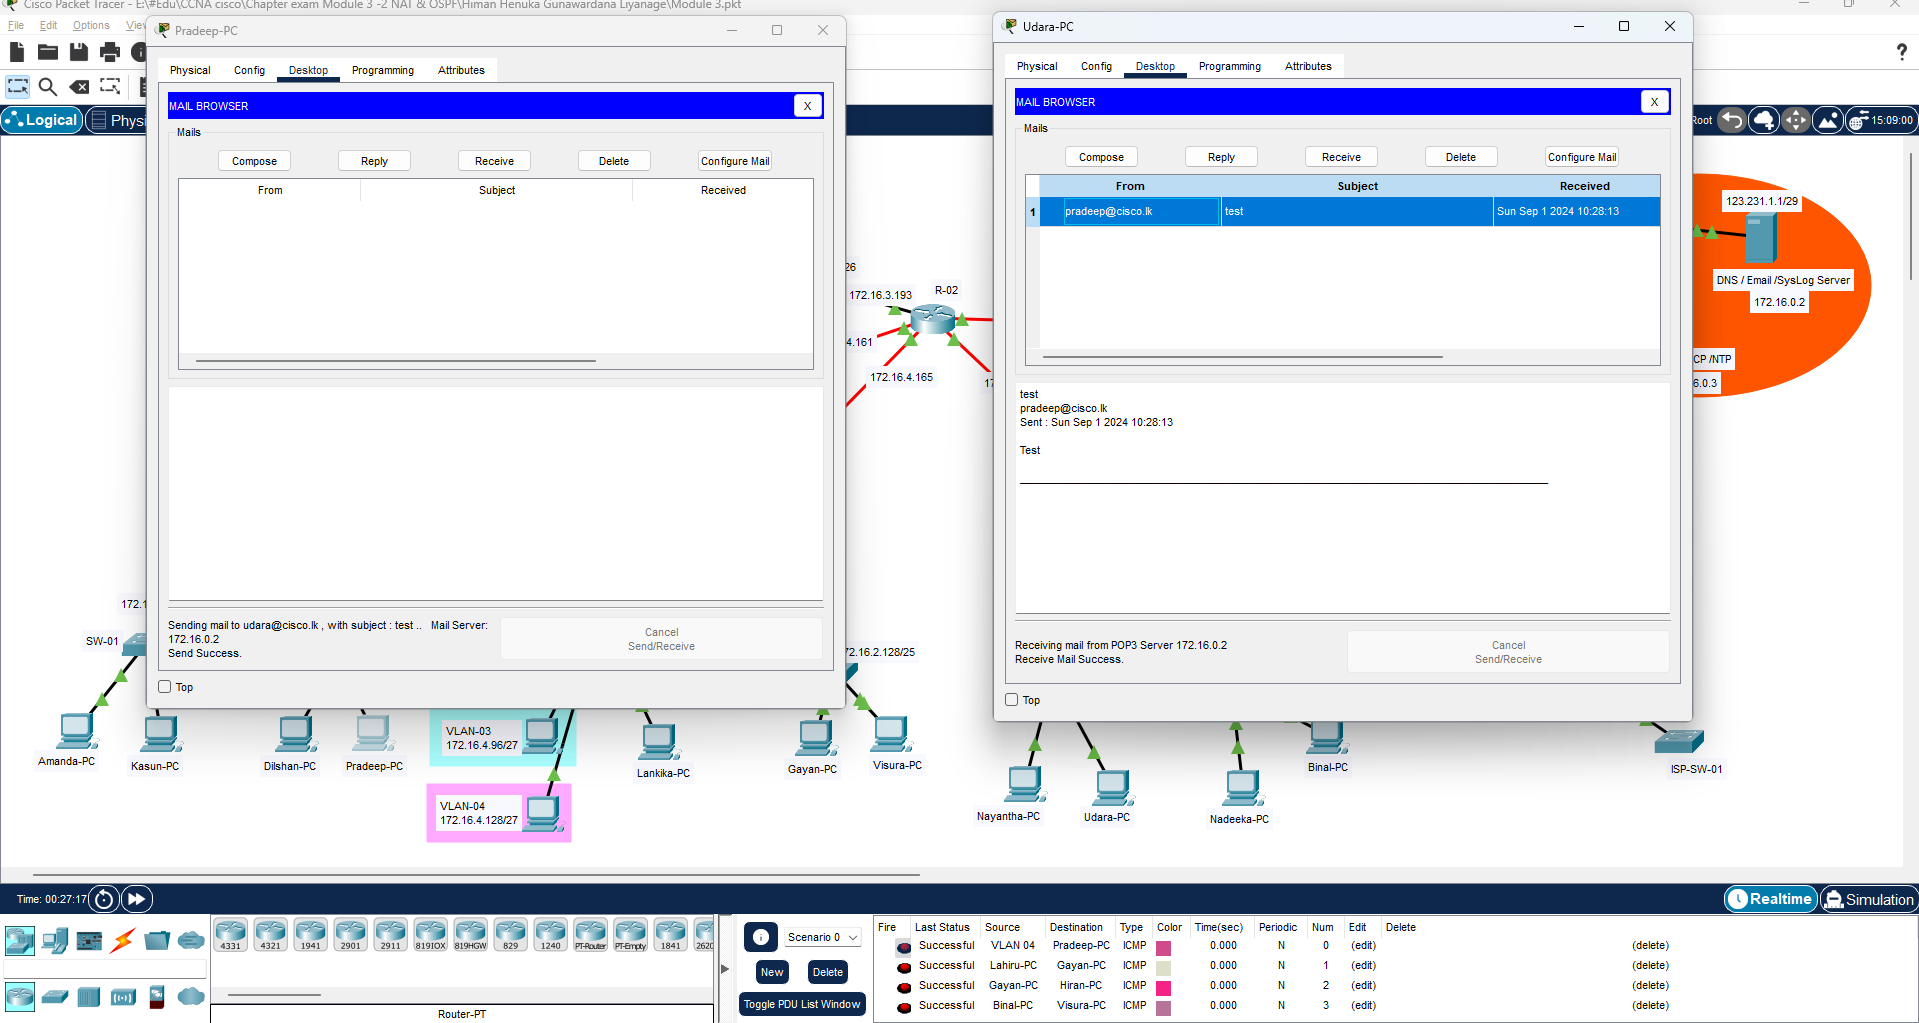 Cisco Packet Tracer - E:\#Edu\CCNA cisco\Chapter exam Module 3 -2 NAT & OSPF\Himan Henuka Gunawardana Liyanage\Module 3.pkt
File Edit Options View
Logical
Physi
Root
15:09:00
Pradeep-PC
Physical Config Desktop Programming Attributes
MAIL BROWSER
X
Mails
Compose Reply Receive Delete Configure Mail
From Subject Received
Sending mail to udara@cisco.lk , with subject : test .. Mail Server:
172.16.0.2
Send Success.
Cancel
Send/Receive
Top
Udara-PC
Physical Config Desktop Programming Attributes
MAIL BROWSER
X
Mails
Compose Reply Receive Delete Configure Mail
From Subject Received
1 pradeep@cisco.lk test Sun Sep 1 2024 10:28:13
test
pradeep@cisco.lk
Sent : Sun Sep 1 2024 10:28:13
Test
Receiving mail from POP3 Server 172.16.0.2
Receive Mail Success.
Cancel
Send/Receive
Top
26
172.16.3.193
R-02
4.161
172.16.4.165
17
123.231.1.1/29
DNS / Email /SysLog Server
172.16.0.2
CP /NTP
6.0.3
172.1
SW-01
72.16.2.128/25
VLAN-03
172.16.4.96/27
VLAN-04
172.16.4.128/27
Amanda-PC
Kasun-PC
Dilshan-PC
Pradeep-PC
Lankika-PC
Gayan-PC
Visura-PC
Nayantha-PC
Udara-PC
Nadeeka-PC
Binal-PC
ISP-SW-01
Time: 00:27:17
Realtime
Simulation
4331 4321 1941 2901 2911 819IOX 819HGW 829 1240 PT-Router PT-Empty 1841 2620
Router-PT
Scenario 0
New Delete
Toggle PDU List Window
Fire Last Status Source Destination Type Color Time(sec) Periodic Num Edit Delete
Successful VLAN 04 Pradeep-PC ICMP 0.000 N 0 (edit) (delete)
Successful Lahiru-PC Gayan-PC ICMP 0.000 N 1 (edit) (delete)
Successful Gayan-PC Hiran-PC ICMP 0.000 N 2 (edit) (delete)
Successful Binal-PC Visura-PC ICMP 0.000 N 3 (edit) (delete)